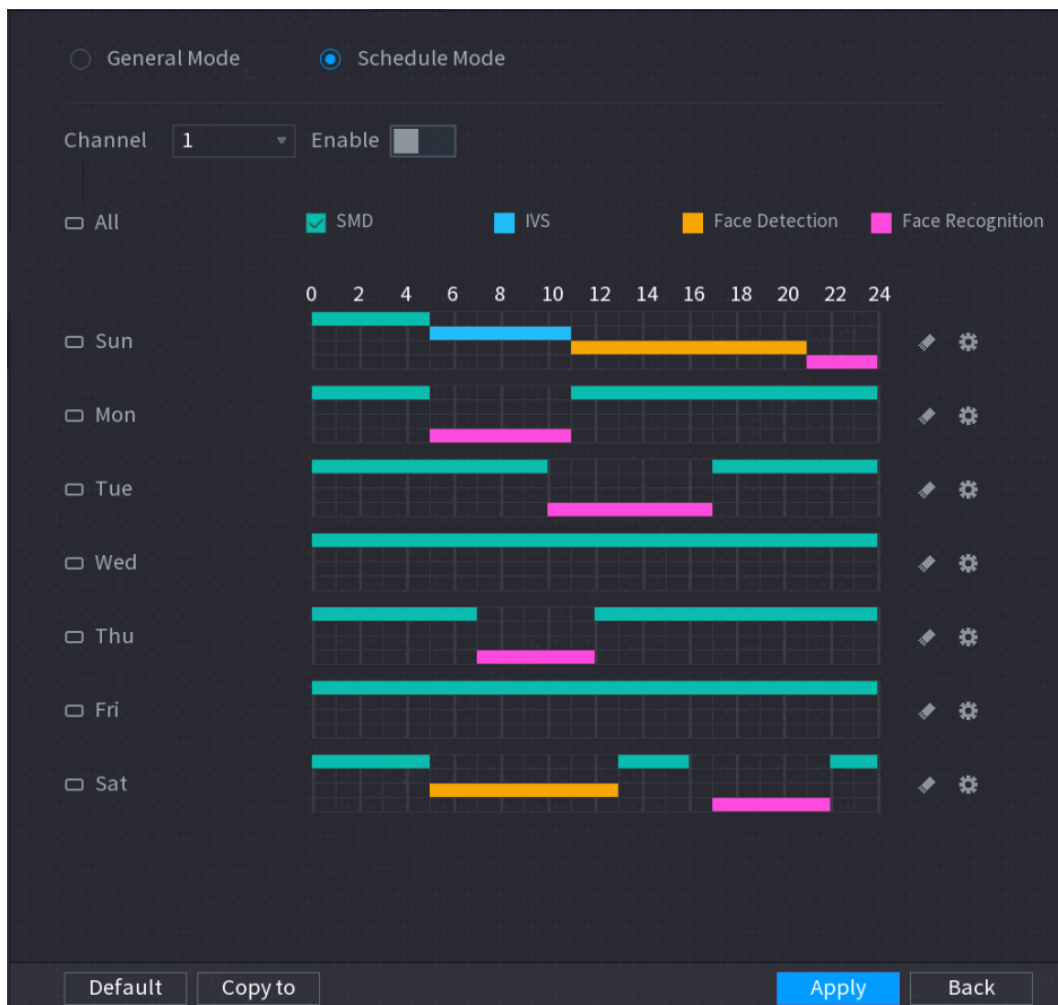 General Mode Schedule Mode
Channel 1 Enable
All SMD IVS Face Detection Face Recognition
0 2 4 6 8 10 12 14 16 18 20 22 24
Sun
Mon
Tue
Wed
Thu
Fri
Sat
Default Copy to Apply Back